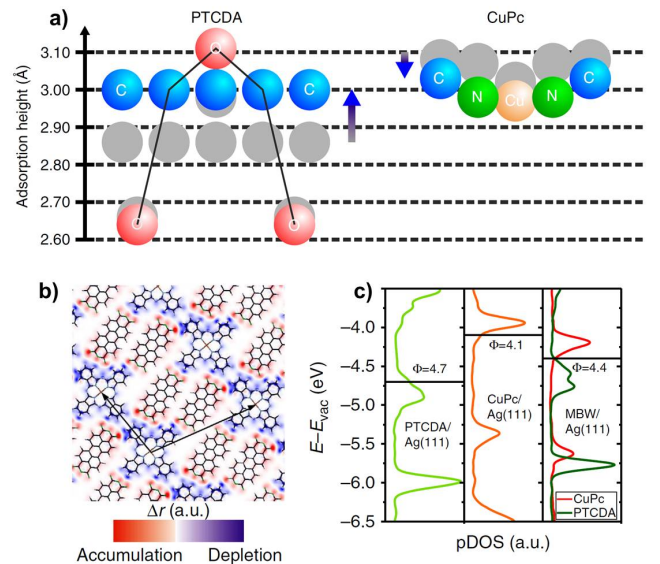 a)
PTCDA
CuPc
Adsorption height (Å)
3.10
3.00
2.90
2.80
2.70
2.60
O
C
C
O
O
C
N
Cu
N
C
b)
Δr (a.u.)
Accumulation
Depletion
c)
E–Evac (eV)
–4.0
–4.5
–5.0
–5.5
–6.0
–6.5
Φ=4.7
PTCDA/
Ag(111)
Φ=4.1
CuPc/
Ag(111)
Φ=4.4
MBW/
Ag(111)
CuPc
PTCDA
pDOS (a.u.)